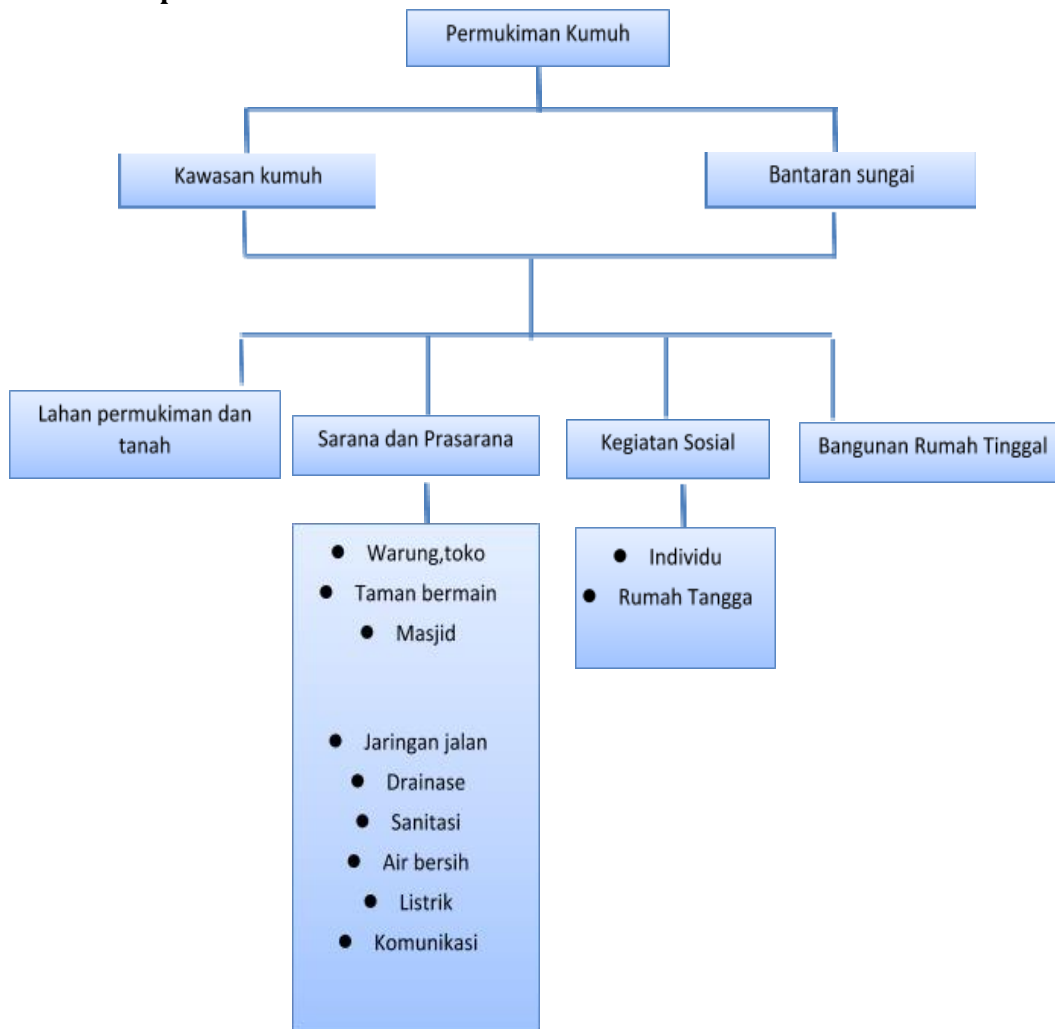 Permukiman Kumuh
Kawasan kumuh
Bantaran sungai
Lahan permukiman dan
tanah
Sarana dan Prasarana
Kegiatan Sosial
Bangunan Rumah Tinggal
● Warung,toko
● Taman bermain
● Masjid
● Jaringan jalan
● Drainase
● Sanitasi
● Air bersih
● Listrik
● Komunikasi
● Individu
● Rumah Tangga